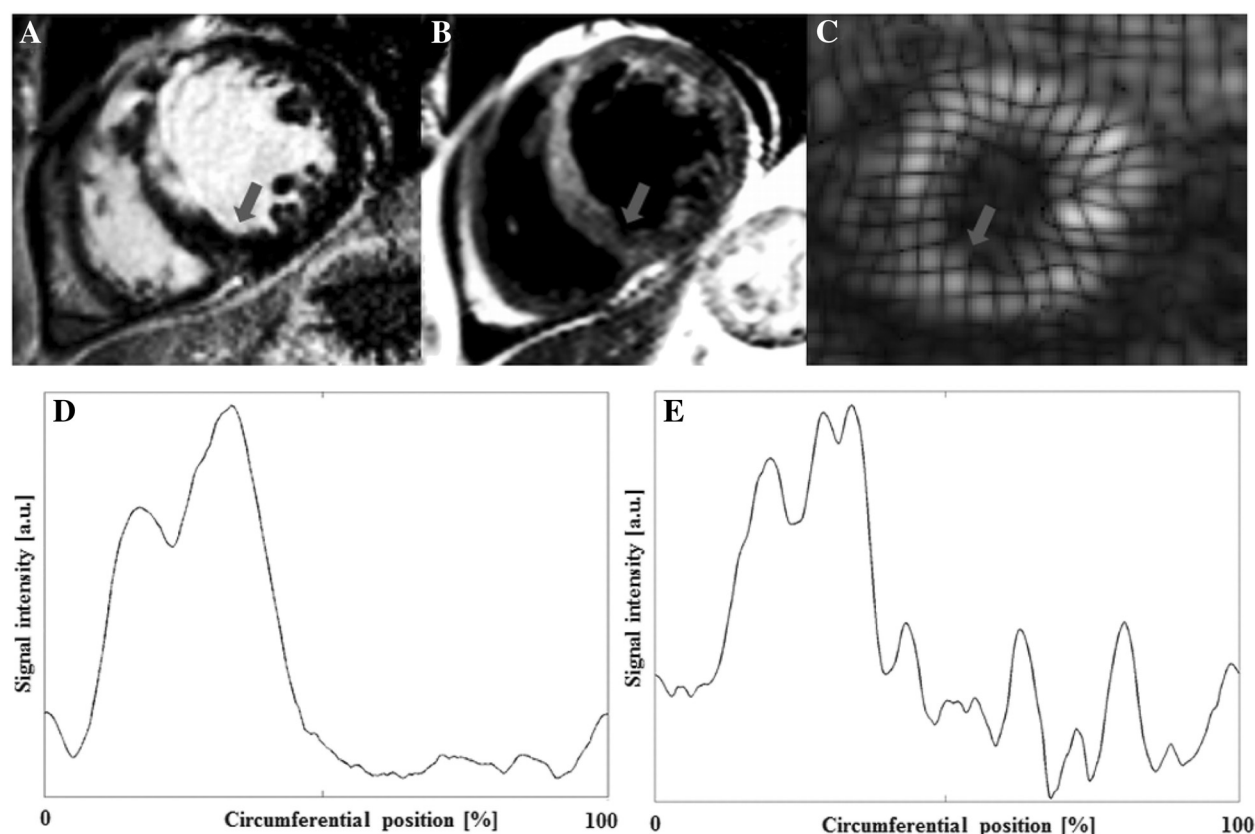 A
B
C
D
E
Signal intensity [a.u.]
Signal intensity [a.u.]
0
Circumferential position [%]
100
0
Circumferential position [%]
100